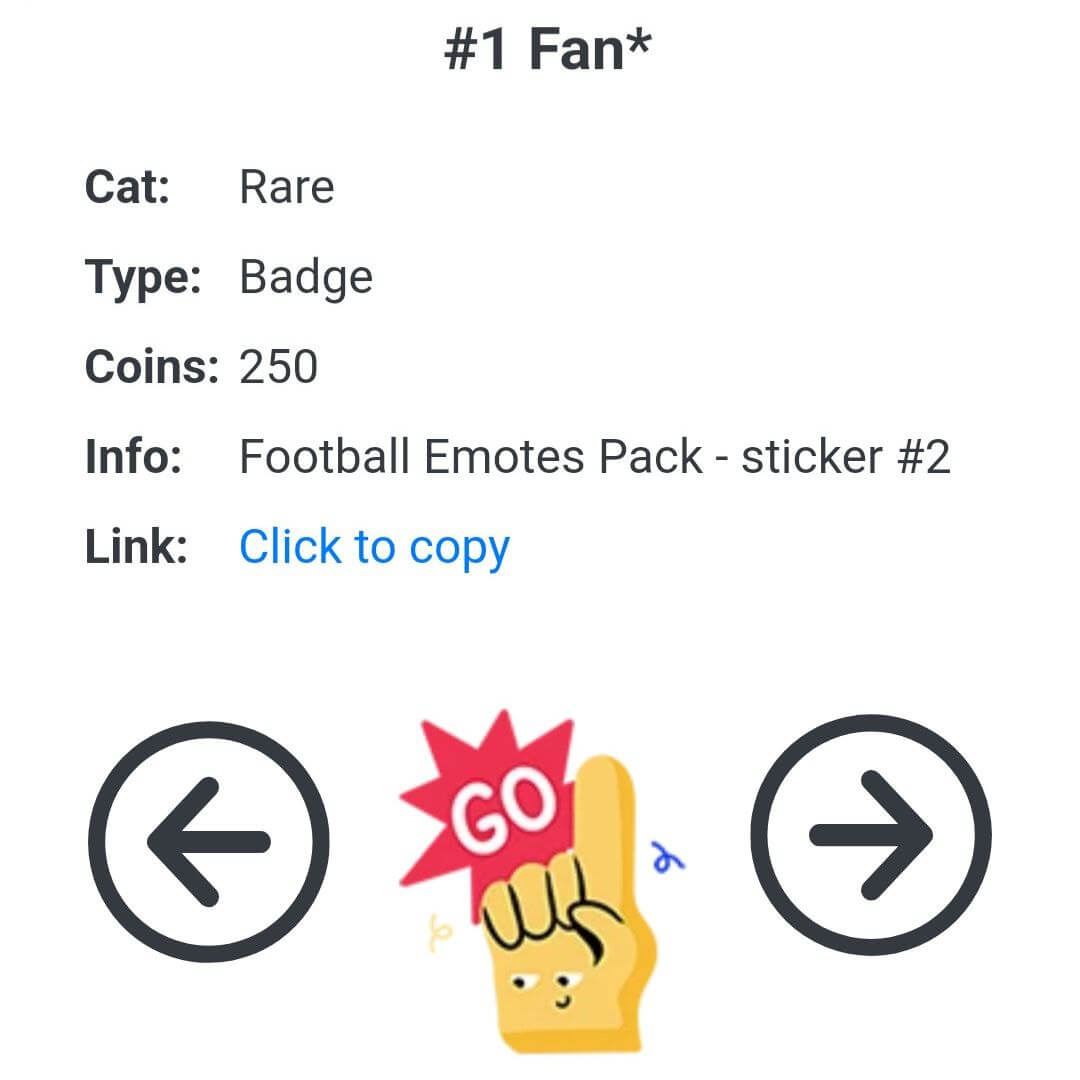 #1 Fan*
Cat: Rare
Type: Badge
Coins: 250
Info: Football Emotes Pack - sticker #2
Link: Click to copy
GO